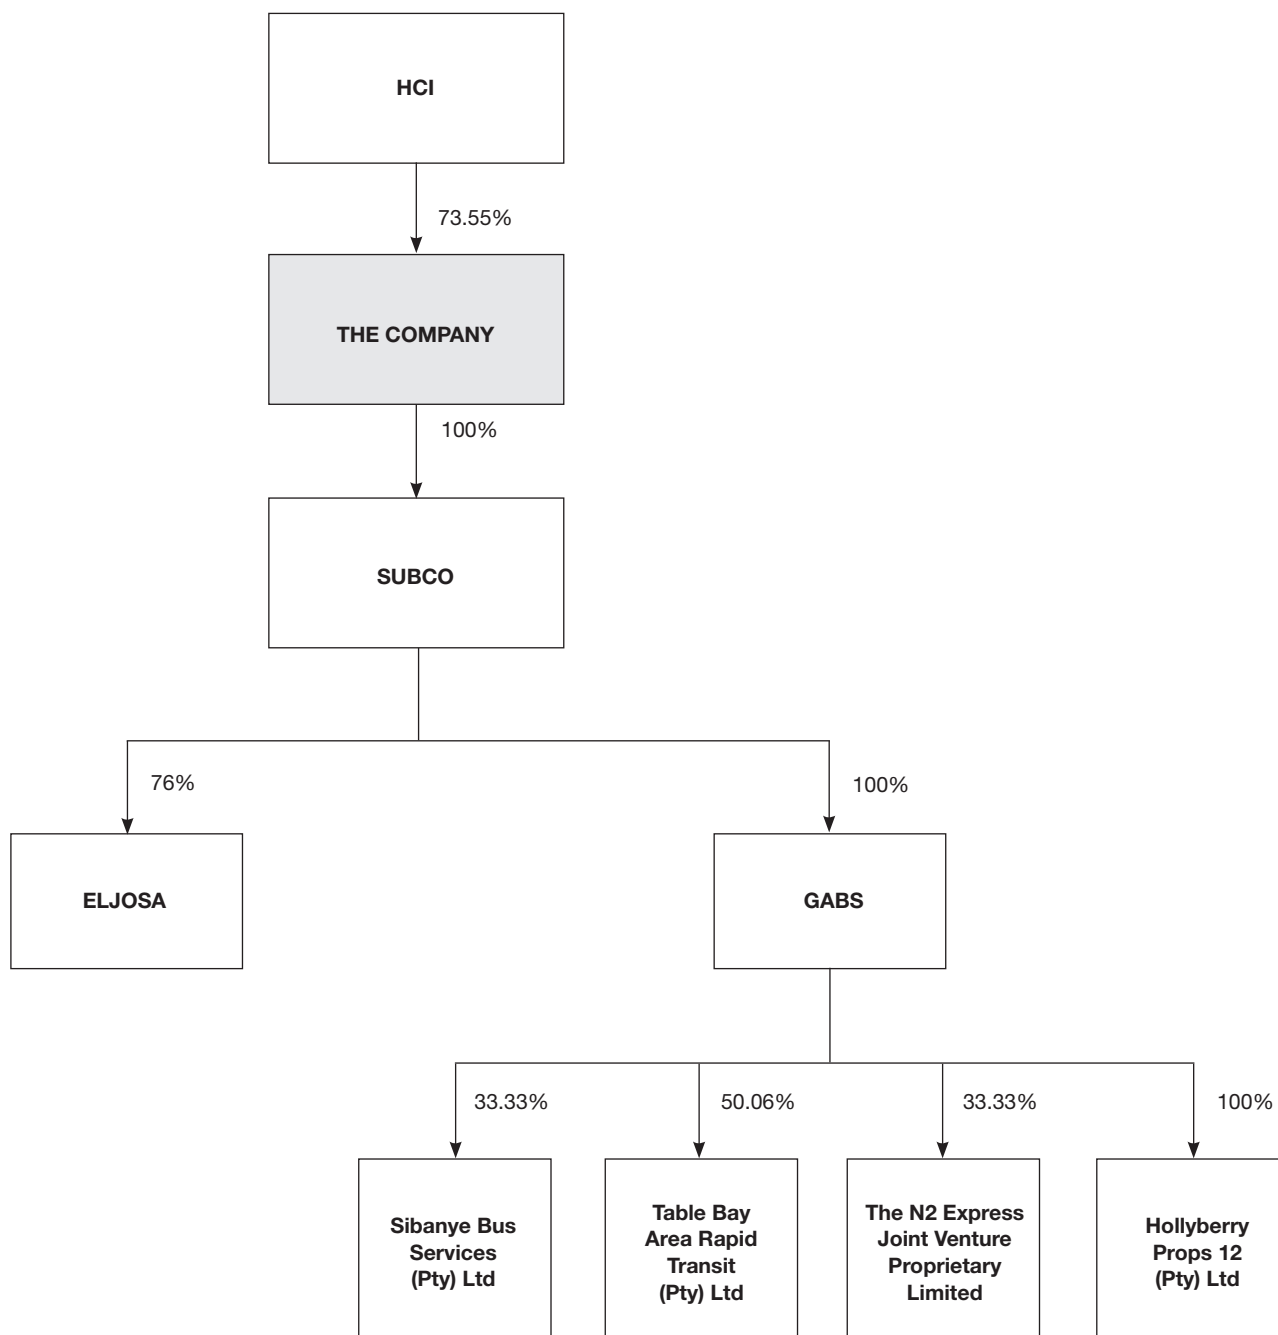 HCI
73.55%
THE COMPANY
100%
SUBCO
76%
100%
ELJOSA
GABS
33.33%
50.06%
33.33%
100%
Sibanye Bus
Services
(Pty) Ltd
Table Bay
Area Rapid
Transit
(Pty) Ltd
The N2 Express
Joint Venture
Proprietary
Limited
Hollyberry
Props 12
(Pty) Ltd